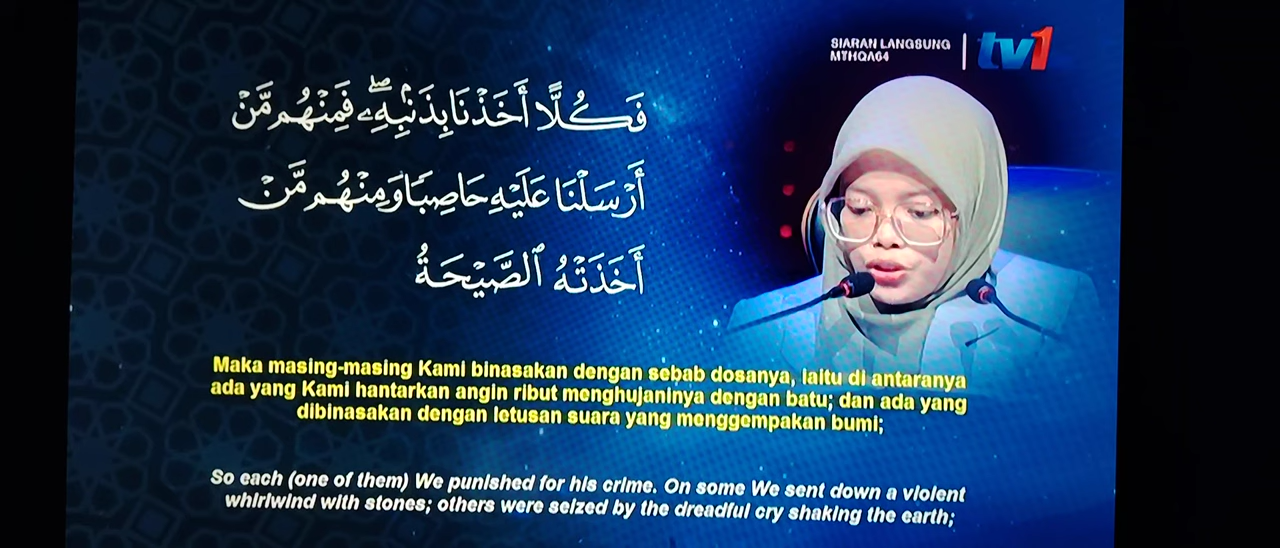 SIARAN LANGSUNG
MTHQA64
tv1
فَكُلًّا أَخَذْنَا بِذَنۢبِهِۦۖ فَمِنْهُم مَّنْ
أَرْسَلْنَا عَلَيْهِ حَاصِبًا وَمِنْهُم مَّنْ
أَخَذَتْهُ ٱلصَّيْحَةُ
Maka masing-masing Kami binasakan dengan sebab dosanya, iaitu di antaranya
ada yang Kami hantarkan angin ribut menghujaninya dengan batu; dan ada yang
dibinasakan dengan letusan suara yang menggempakan bumi;
So each (one of them) We punished for his crime. On some We sent down a violent
whirlwind with stones; others were seized by the dreadful cry shaking the earth;